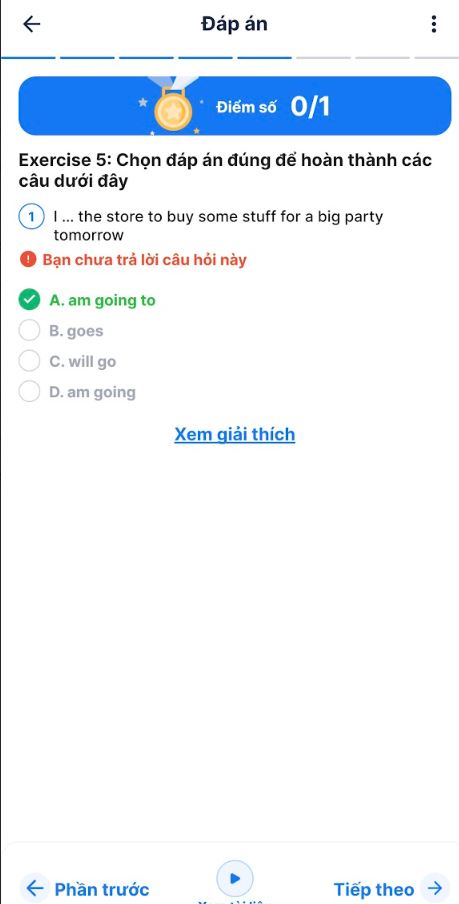 Đáp án
Điểm số 0/1
Exercise 5: Chọn đáp án đúng để hoàn thành các
câu dưới đây
1 I ... the store to buy some stuff for a big party
tomorrow
Bạn chưa trả lời câu hỏi này
A. am going to
B. goes
C. will go
D. am going
Xem giải thích
Phần trước
Tiếp theo